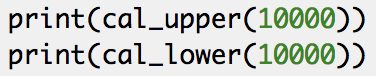 print(cal_upper(10000))
print(cal_lower(10000))